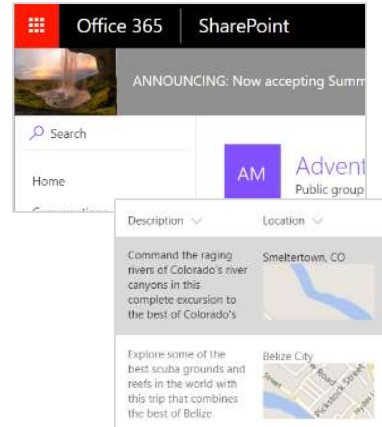 Office 365 SharePoint
ANNOUNCING: Now accepting Summ
Search
Home
AM
Advent
Public group
Description Location
Command the raging
rivers of Colorado's river
canyons in this
complete excursion to
the best of Colorado's
Smeltertown, CO
Explore some of the
best scuba grounds and
reefs in the world with
this trip that combines
the best of Belize
Belize City
Street
Pickstock Street